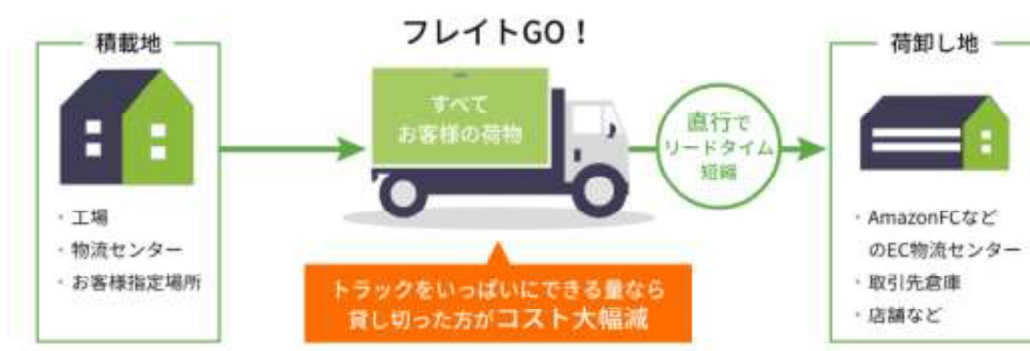 積載地
・工場
・物流センター
・お客様指定場所
フレイトGO！
すべて
お客様の荷物
直行で
リードタイム
短縮
トラックをいっぱいにできる量なら
貸し切った方がコスト大幅減
荷卸し地
・AmazonFCなど
のEC物流センター
・取引先倉庫
・店舗など